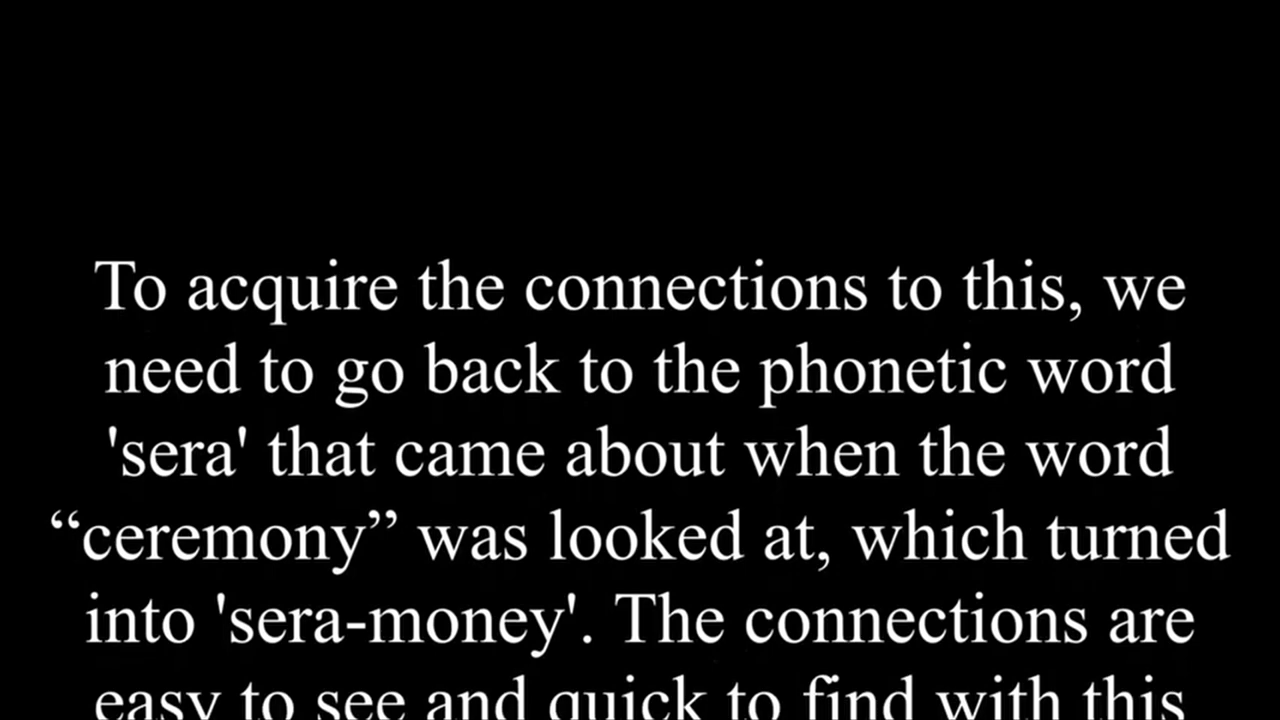 To acquire the connections to this, we
need to go back to the phonetic word
'sera' that came about when the word
“ceremony” was looked at, which turned
into 'sera-money'. The connections are
easy to see and quick to find with this